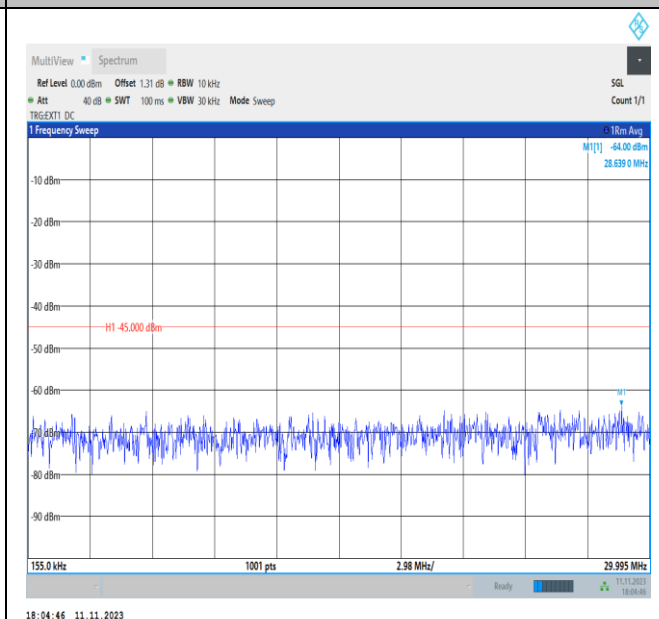 MultiView Spectrum
Ref Level 0.00 dBm Offset 1.31 dB RBW 10 kHz SGL
Att 40 dB SWT 100 ms VBW 30 kHz Mode Sweep Count 1/1
TRG:EXT1 DC
1 Frequency Sweep 1Rm Avg
M1[1] -64.00 dBm
28.639 0 MHz
-10 dBm
-20 dBm
-30 dBm
-40 dBm
H1 -45.000 dBm
-50 dBm
-60 dBm
M1
-70 dBm
-80 dBm
-90 dBm
155.0 kHz 1001 pts 2.98 MHz/ 29.995 MHz
Ready 11.11.2023
18:04:46
18:04:46 11.11.2023